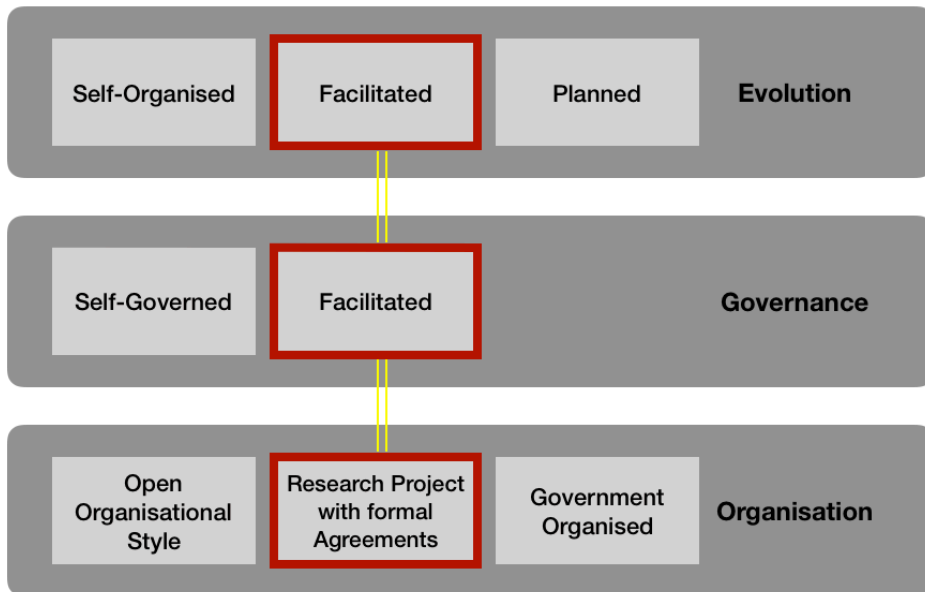 Self-Organised
Facilitated
Planned
Evolution
Self-Governed
Facilitated
Governance
Open
Organisational
Style
Research Project
with formal
Agreements
Government
Organised
Organisation